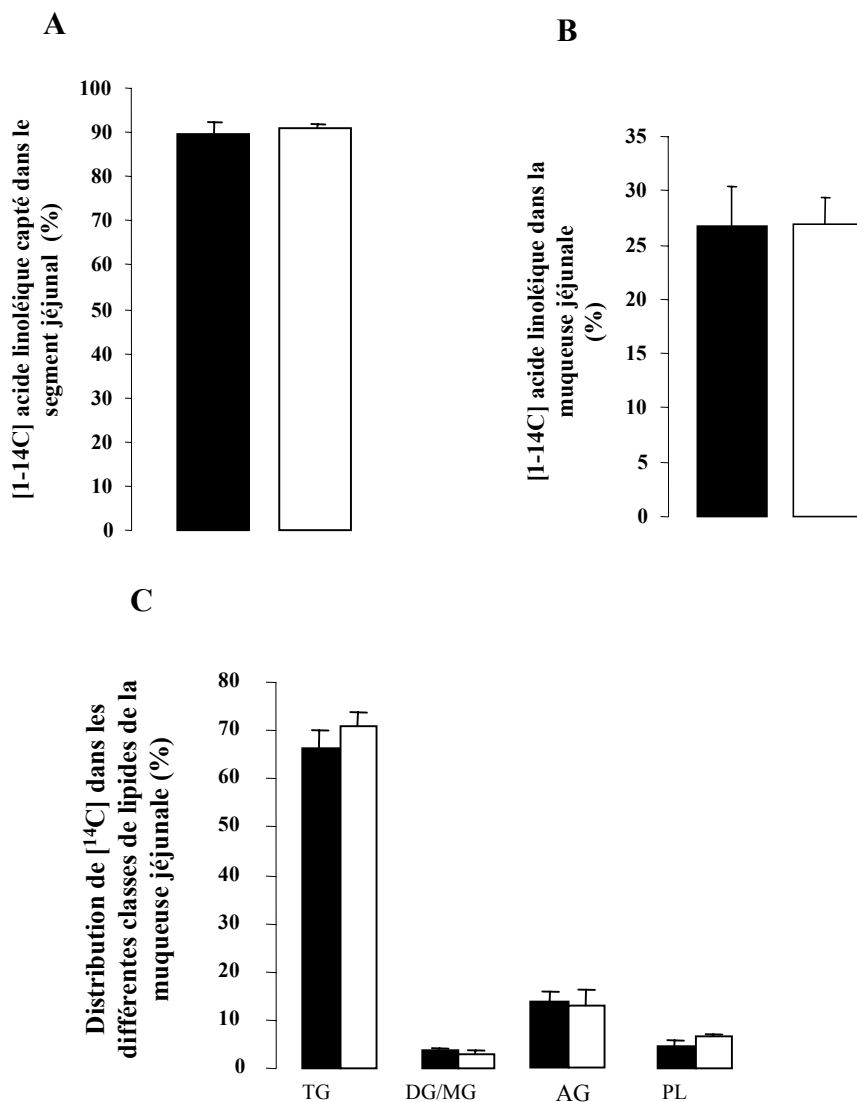 A
[1-14C] acide linoléique capté dans le
segment jéjunal (%)
100
90
80
70
60
50
40
30
20
10
0
B
[1-14C] acide linoléique dans la
muqueuse jéjunale
(%)
35
30
25
20
15
10
5
0
C
Distribution de [14C] dans les
différentes classes de lipides de la
muqueuse jéjunale (%)
80
70
60
50
40
30
20
10
0
TG DG/MG AG PL